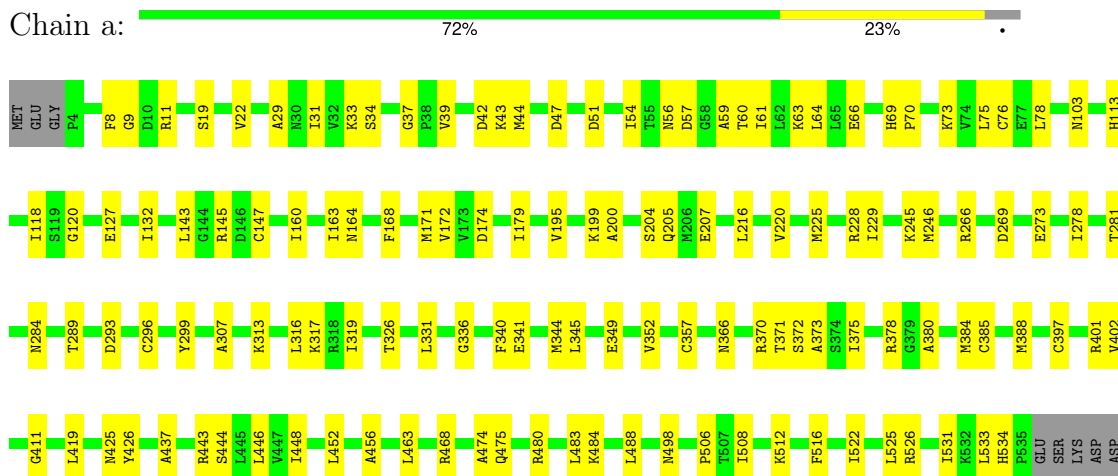 Chain a:
72% 23% •
MET GLU GLY P4 F8 G9 D10 R11 S19 V22 A29 N30 I31 V32 K33 S34 G37 P38 V39 D42 K43 M44 D47 D51 I54 T55 N56 D57 G58 A59 T60 I61 L62 K63 L64 L65 E66 H69 P70 K73 V74 L75 C76 E77 L78 N103 H113
I118 S119 G120 E127 I132 L143 G144 R145 D146 C147 I160 I163 N164 F168 M171 V172 V173 D174 I179 V195 K199 A200 S204 Q205 M206 E207 L216 V220 M225 R228 I229 K245 M246 R266 D269 E273 I278 T281
N284 T289 D293 C296 Y299 A307 K313 L316 K317 R318 I319 T326 L331 G336 F340 E341 M344 L345 E349 V352 C357 N366 R370 T371 S372 A373 S374 I375 R378 G379 A380 M384 C385 M388 C397 R401 V402
G411 L419 N425 Y426 A437 R443 S444 L445 L446 V447 I448 L452 A456 L463 R468 A474 Q475 R480 L483 K484 L488 N498 P506 T507 I508 K512 F516 I522 L525 R526 I531 K532 L533 H534 P535 GLU SER LYS ASP ASP